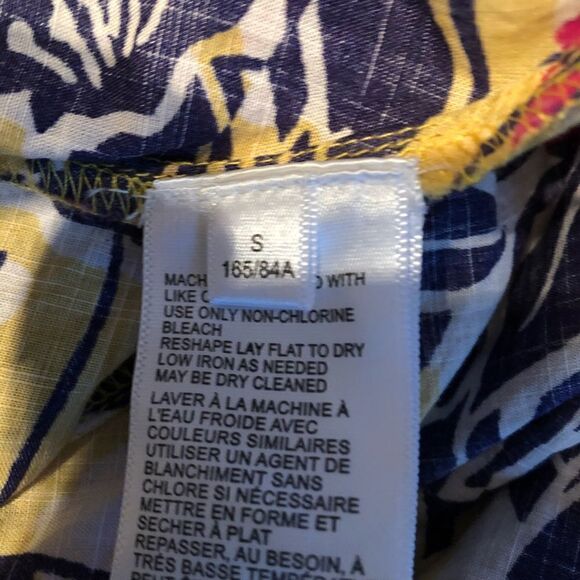 S
165/84A
WITH
LIKE
USE ONLY NON-CHLORINE
BLEACH
RESHAPE LAY FLAT TO DRY
LOW IRON AS NEEDED
MAY BE DRY CLEANED
LAVER À LA MACHINE À
L'EAU FROIDE AVEC
COULEURS SIMILAIRES
UTILISER UN AGENT DE
BLANCHIMENT SANS
CHLORE SI NÉCESSAIRE
METTRE EN FORME ET
SECHER À PLAT
REPASSER, AU BESOIN, À
TRÈS BASSE